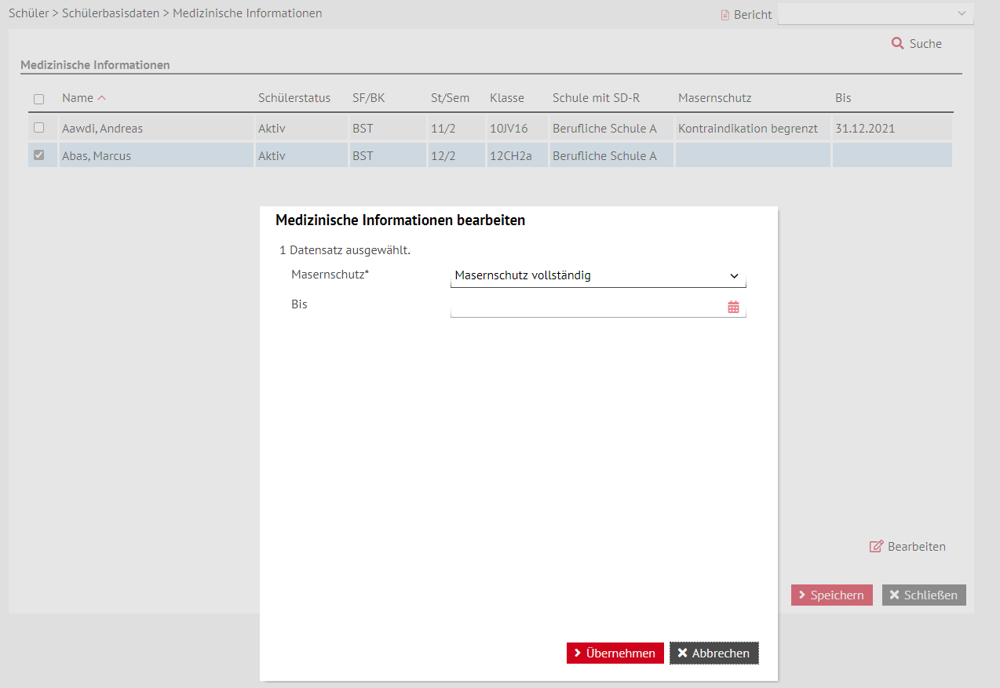 Schüler > Schülerbasisdaten > Medizinische Informationen
Bericht
Suche
Medizinische Informationen
Name Schülerstatus SF/BK St/Sem Klasse Schule mit SD-R Masernschutz Bis
Aawdi, Andreas Aktiv BST 11/2 10JV16 Berufliche Schule A Kontraindikation begrenzt 31.12.2021
Abas, Marcus Aktiv BST 12/2 12CH2a Berufliche Schule A
Medizinische Informationen bearbeiten
1 Datensatz ausgewählt.
Masernschutz* Masernschutz vollständig
Bis
Bearbeiten
Speichern Schließen
Übernehmen Abbrechen